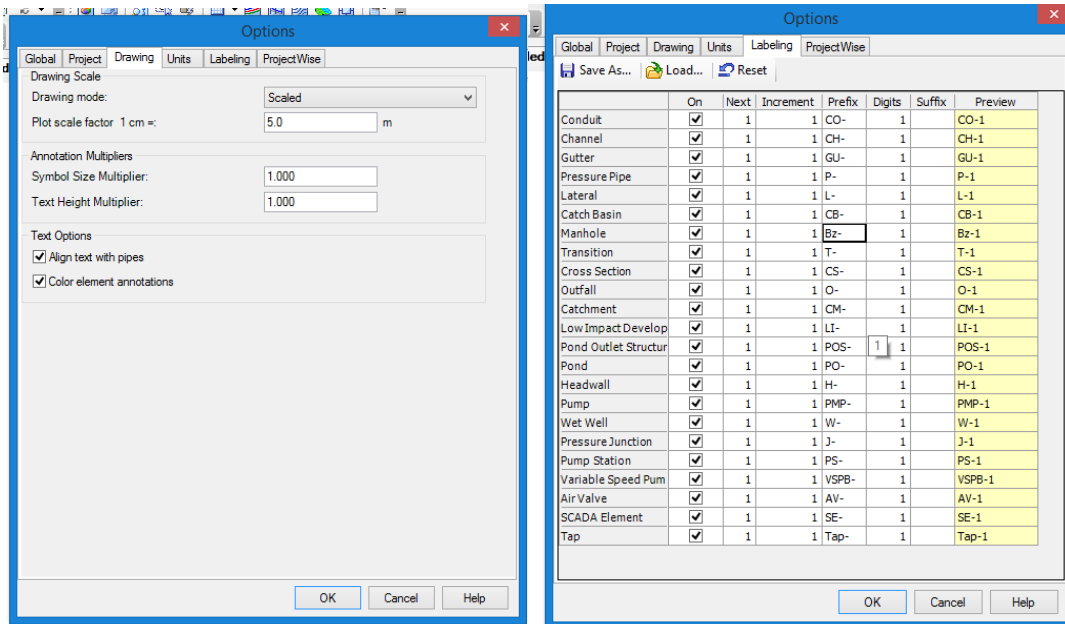 Options
Global Project Drawing Units Labeling ProjectWise
Drawing Scale
Drawing mode: Scaled
Plot scale factor 1 cm =: 5.0 m
Annotation Multipliers
Symbol Size Multiplier: 1.000
Text Height Multiplier: 1.000
Text Options
Align text with pipes
Color element annotations
OK Cancel Help
Options
Global Project Drawing Units Labeling ProjectWise
Save As... Load... Reset
On Next Increment Prefix Digits Suffix Preview
Conduit 1 1 CO- 1 CO-1
Channel 1 1 CH- 1 CH-1
Gutter 1 1 GU- 1 GU-1
Pressure Pipe 1 1 P- 1 P-1
Lateral 1 1 L- 1 L-1
Catch Basin 1 1 CB- 1 CB-1
Manhole 1 1 Bz- 1 Bz-1
Transition 1 1 T- 1 T-1
Cross Section 1 1 CS- 1 CS-1
Outfall 1 1 O- 1 O-1
Catchment 1 1 CM- 1 CM-1
Low Impact Develop 1 1 LI- 1 LI-1
Pond Outlet Structur 1 1 POS- 1 1 POS-1
Pond 1 1 PO- 1 PO-1
Headwall 1 1 H- 1 H-1
Pump 1 1 PMP- 1 PMP-1
Wet Well 1 1 W- 1 W-1
Pressure Junction 1 1 J- 1 J-1
Pump Station 1 1 PS- 1 PS-1
Variable Speed Pum 1 1 VSPB- 1 VSPB-1
Air Valve 1 1 AV- 1 AV-1
SCADA Element 1 1 SE- 1 SE-1
Tap 1 1 Tap- 1 Tap-1
OK Cancel Help